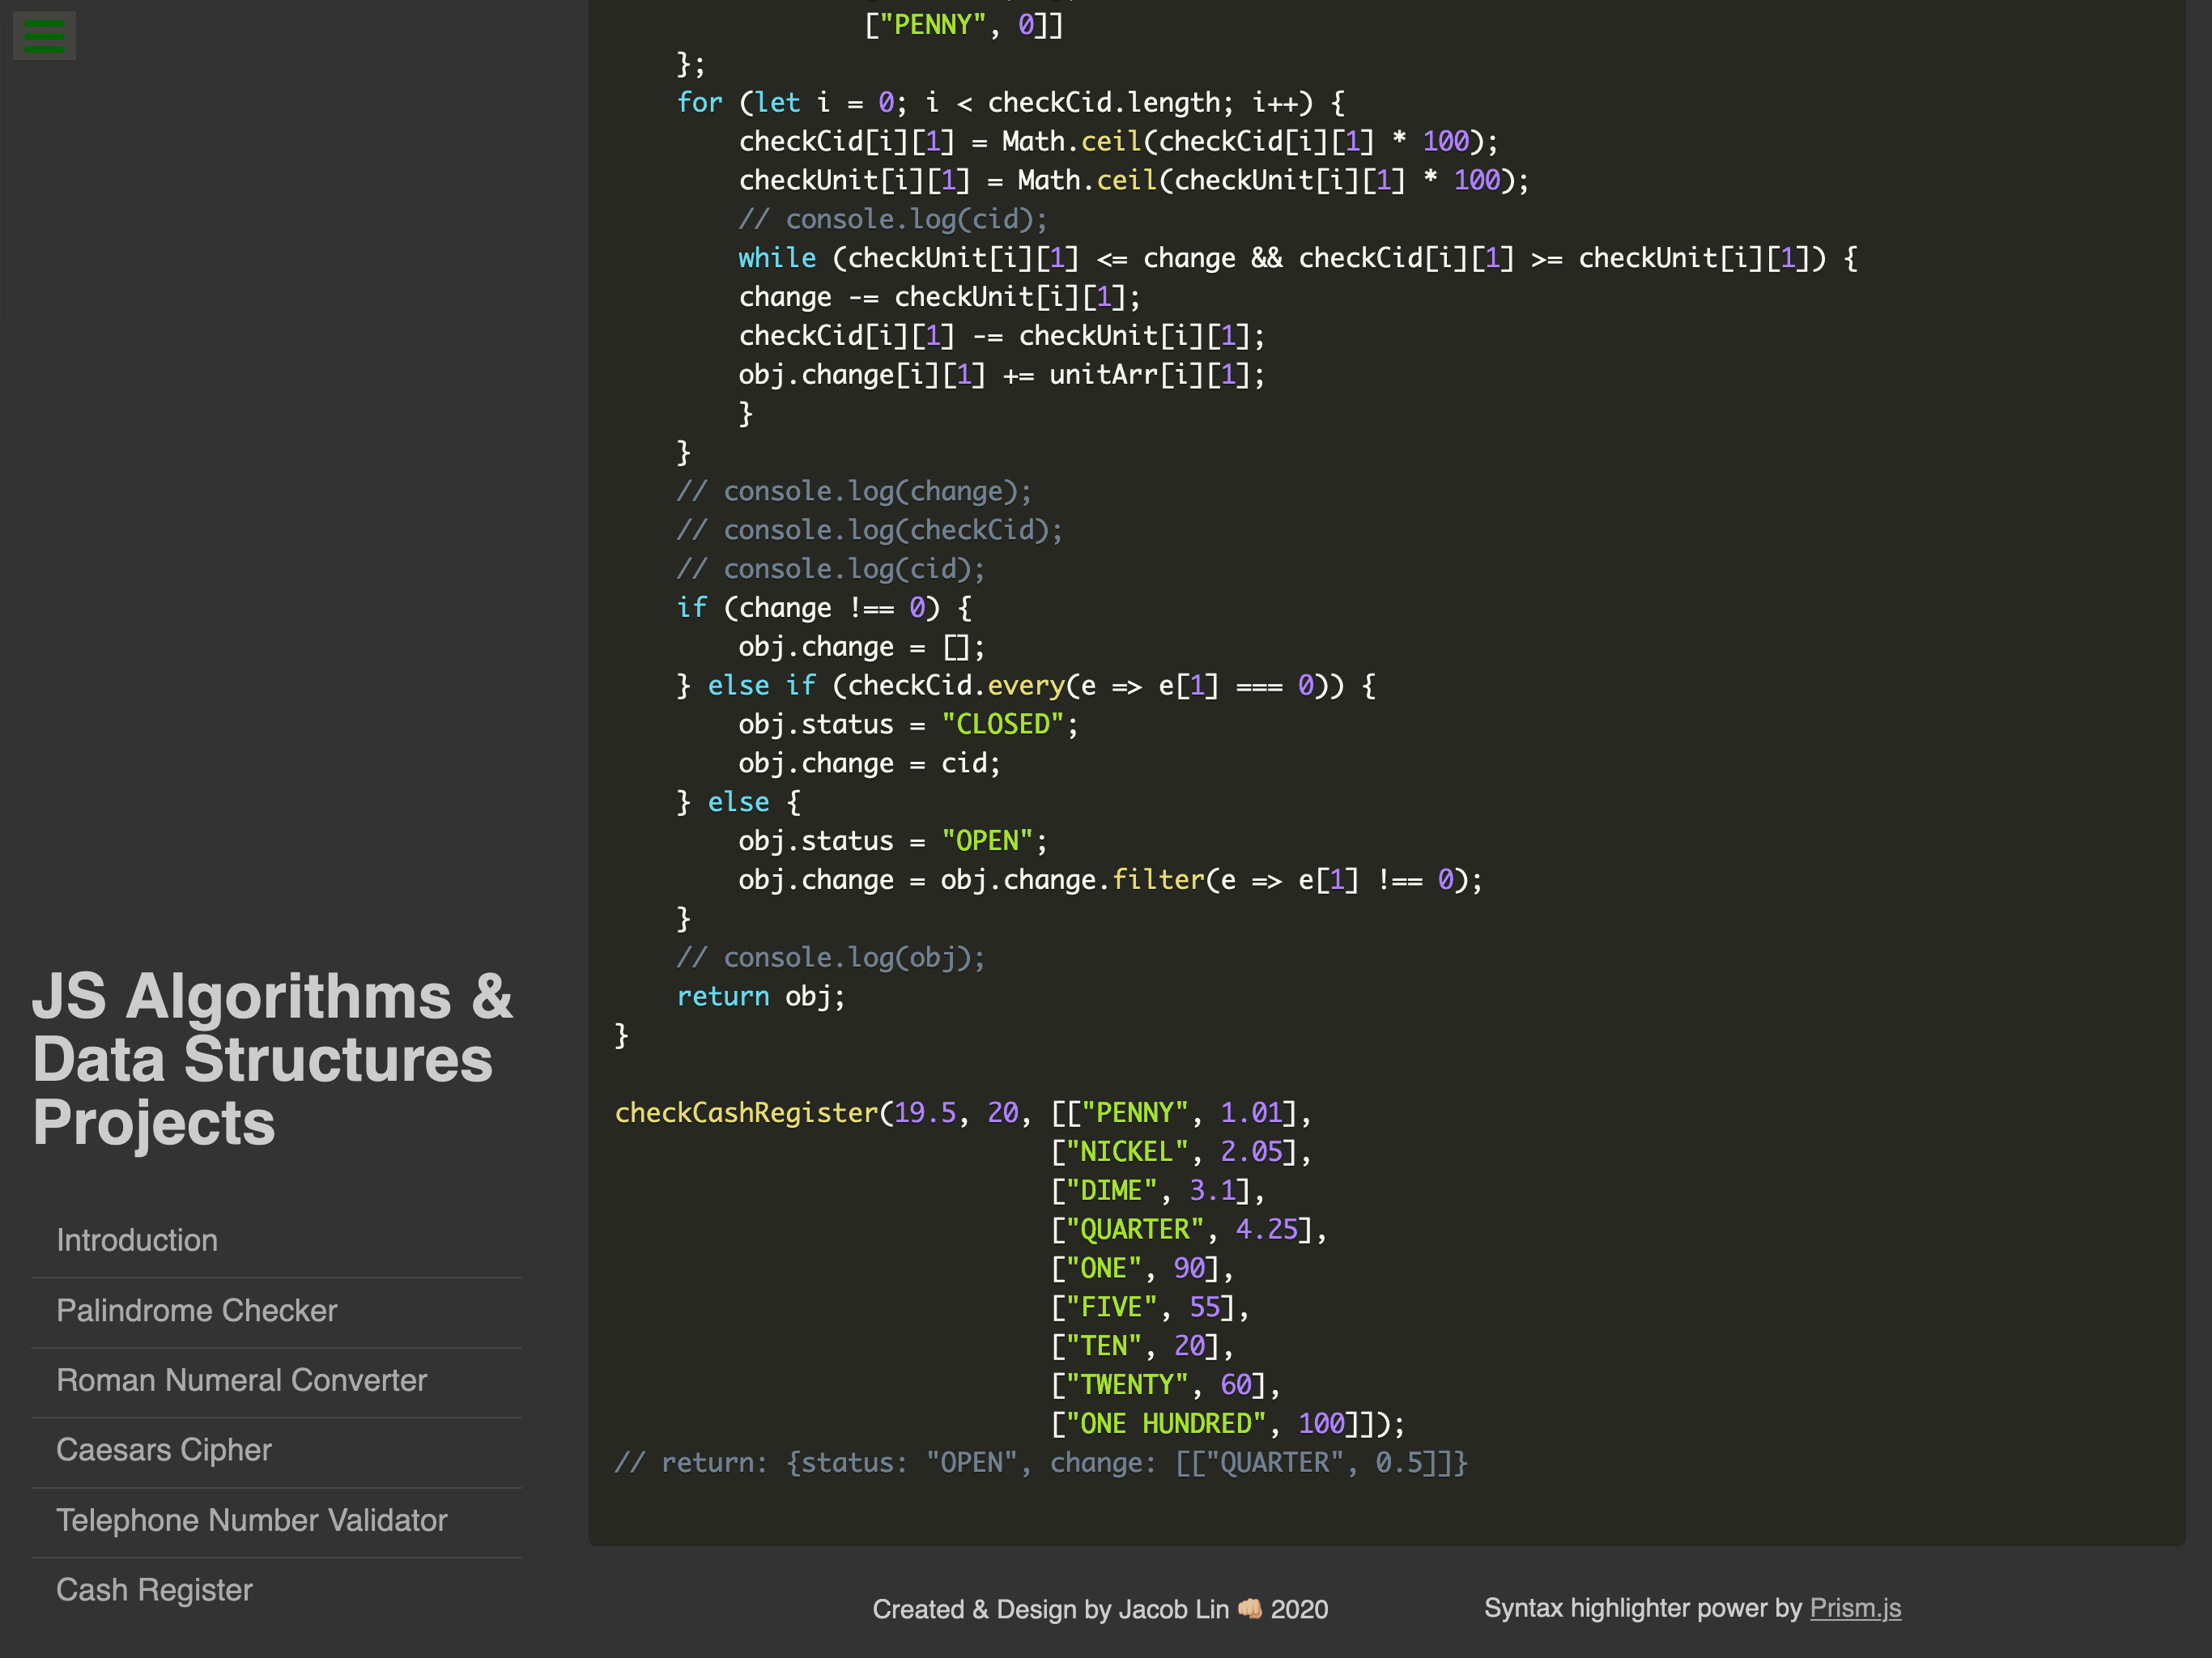 JS Algorithms &
Data Structures
Projects
Introduction
Palindrome Checker
Roman Numeral Converter
Caesars Cipher
Telephone Number Validator
Cash Register
                ["PENNY", 0]]
    };
    for (let i = 0; i < checkCid.length; i++) {
        checkCid[i][1] = Math.ceil(checkCid[i][1] * 100);
        checkUnit[i][1] = Math.ceil(checkUnit[i][1] * 100);
        // console.log(cid);
        while (checkUnit[i][1] <= change && checkCid[i][1] >= checkUnit[i][1]) {
        change -= checkUnit[i][1];
        checkCid[i][1] -= checkUnit[i][1];
        obj.change[i][1] += unitArr[i][1];
        }
    }
    // console.log(change);
    // console.log(checkCid);
    // console.log(cid);
    if (change !== 0) {
        obj.change = [];
    } else if (checkCid.every(e => e[1] === 0)) {
        obj.status = "CLOSED";
        obj.change = cid;
    } else {
        obj.status = "OPEN";
        obj.change = obj.change.filter(e => e[1] !== 0);
    }
    // console.log(obj);
    return obj;
}
checkCashRegister(19.5, 20, [["PENNY", 1.01],
                            ["NICKEL", 2.05],
                            ["DIME", 3.1],
                            ["QUARTER", 4.25],
                            ["ONE", 90],
                            ["FIVE", 55],
                            ["TEN", 20],
                            ["TWENTY", 60],
                            ["ONE HUNDRED", 100]]);
// return: {status: "OPEN", change: [["QUARTER", 0.5]]}
Created & Design by Jacob Lin 👊🏼 2020
Syntax highlighter power by Prism.js